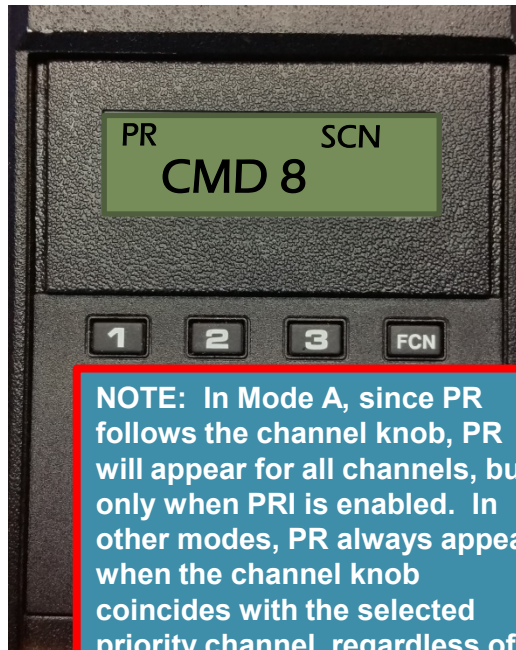 PR SCN
CMD 8
1 2 3 FCN
NOTE: In Mode A, since PR
follows the channel knob, PR
will appear for all channels,
only when PRI is enabled. In
other modes, PR always
when the channel knob
coincides with the selected
priority channel, regardless of